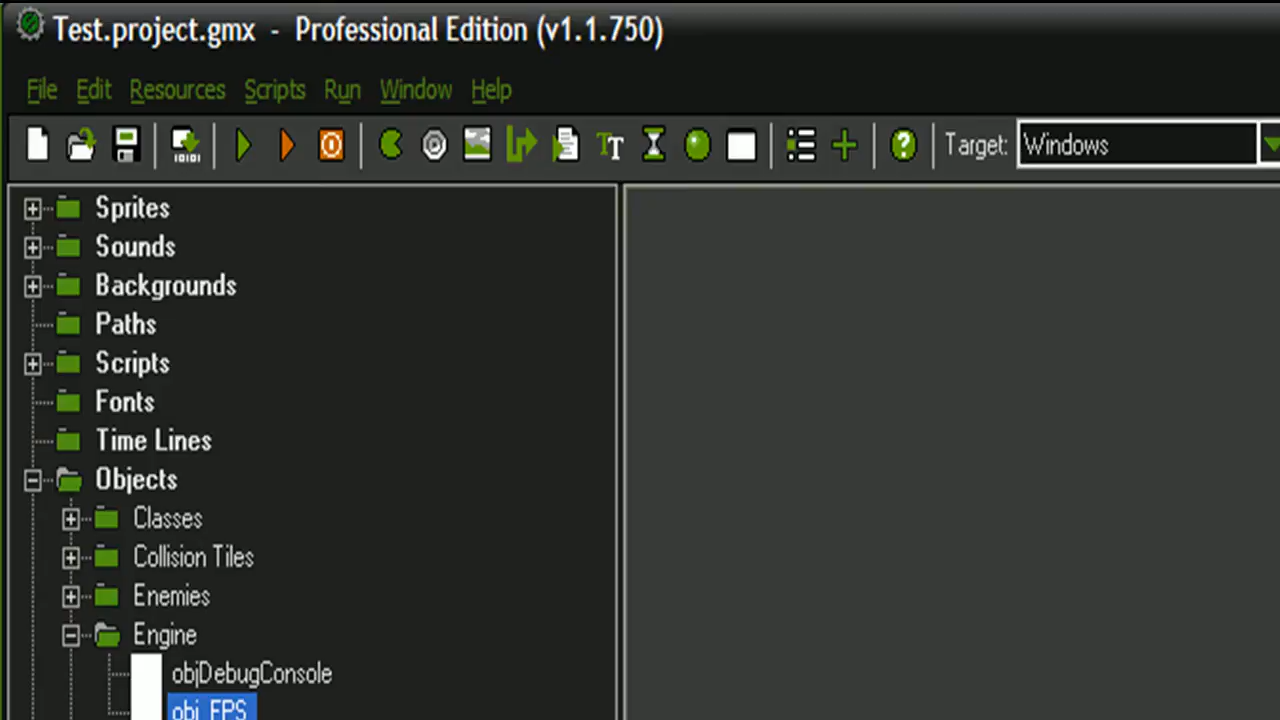 Test.project.gmx - Professional Edition (v1.1.750)
File Edit Resources Scripts Run Window Help
Target: Windows
Sprites
Sounds
Backgrounds
Paths
Scripts
Fonts
Time Lines
Objects
Classes
Collision Tiles
Enemies
Engine
objDebugConsole
obj_FPS